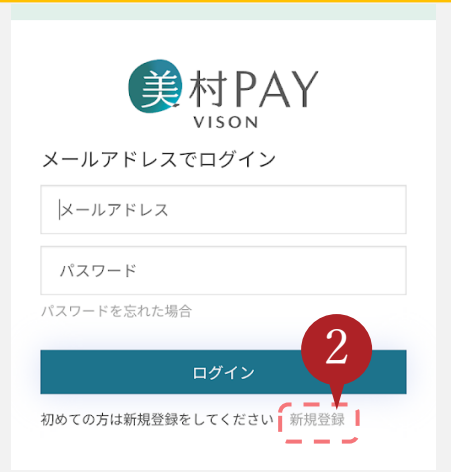 美村PAY
VISON
メールアドレスでログイン
メールアドレス
パスワード
パスワードを忘れた場合
ログイン
2
初めての方は新規登録をしてください 新規登録